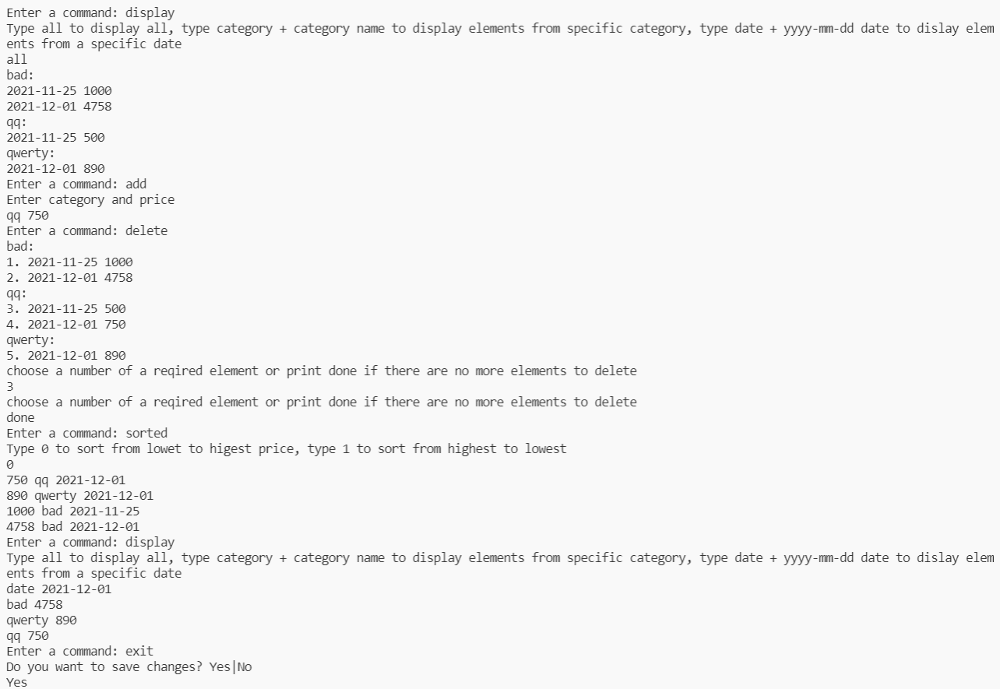 Enter a command: display
Type all to display all, type category + category name to display elements from specific category, type date + yyyy-mm-dd date to dislay elem
ents from a specific date
all
bad:
2021-11-25 1000
2021-12-01 4758
qq:
2021-11-25 500
qwerty:
2021-12-01 890
Enter a command: add
Enter category and price
qq 750
Enter a command: delete
bad:
1. 2021-11-25 1000
2. 2021-12-01 4758
qq:
3. 2021-11-25 500
4. 2021-12-01 750
qwerty:
5. 2021-12-01 890
choose a number of a reqired element or print done if there are no more elements to delete
3
choose a number of a reqired element or print done if there are no more elements to delete
done
Enter a command: sorted
Type 0 to sort from lowet to higest price, type 1 to sort from highest to lowest
0
750 qq 2021-12-01
890 qwerty 2021-12-01
1000 bad 2021-11-25
4758 bad 2021-12-01
Enter a command: display
Type all to display all, type category + category name to display elements from specific category, type date + yyyy-mm-dd date to dislay elem
ents from a specific date
date 2021-12-01
bad 4758
qwerty 890
qq 750
Enter a command: exit
Do you want to save changes? Yes|No
Yes